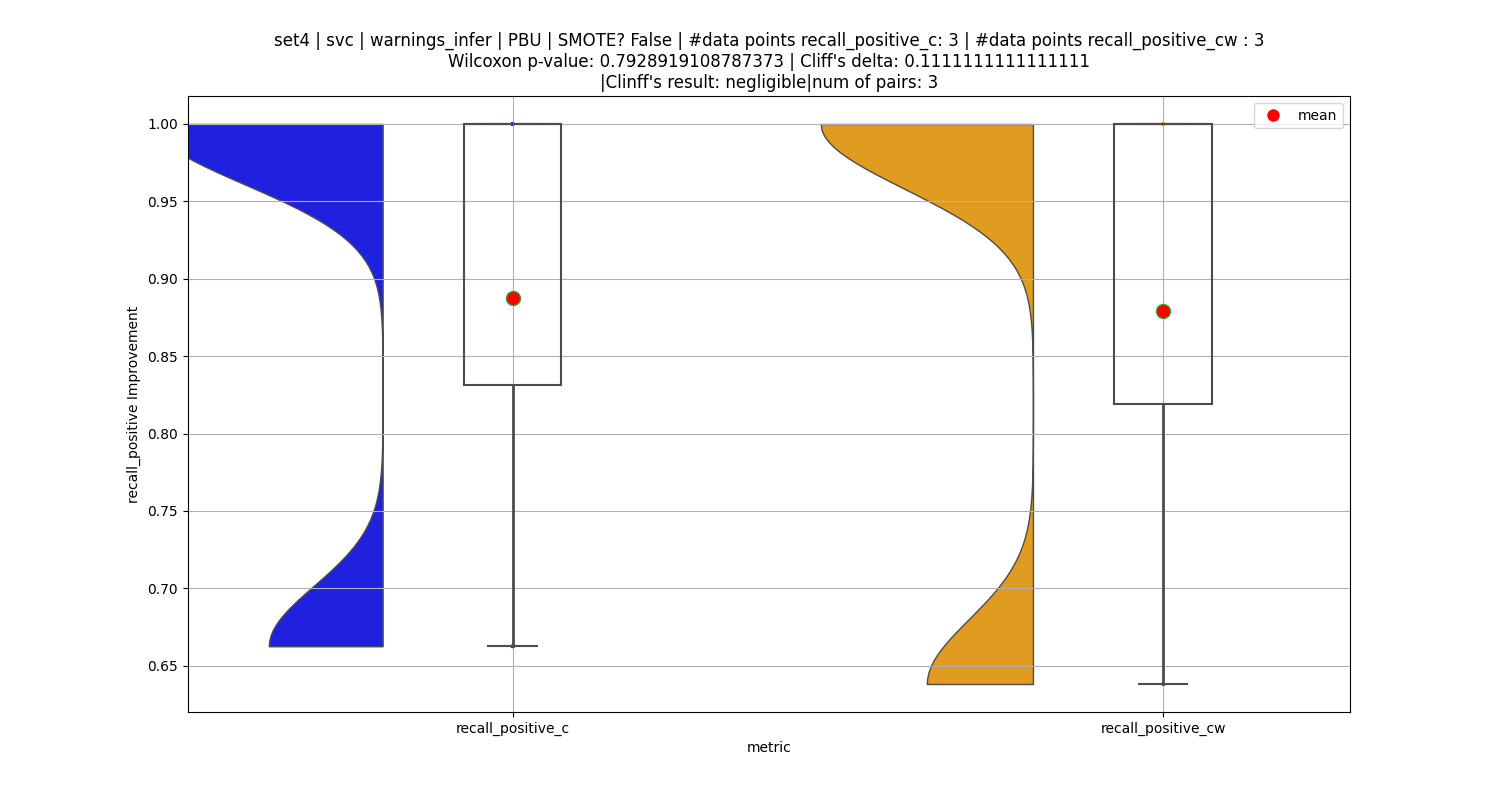 set4 | svc | warnings_infer | PBU | SMOTE? False | #data points recall_positive_c: 3 | #data points recall_positive_cw : 3
Wilcoxon p-value: 0.7928919108787373 | Cliff's delta: 0.1111111111111111
|Clinff's result: negligible|num of pairs: 3
mean
1.00
0.95
0.90
0.85
0.80
0.75
0.70
0.65
recall_positive Improvement
recall_positive_c
recall_positive_cw
metric